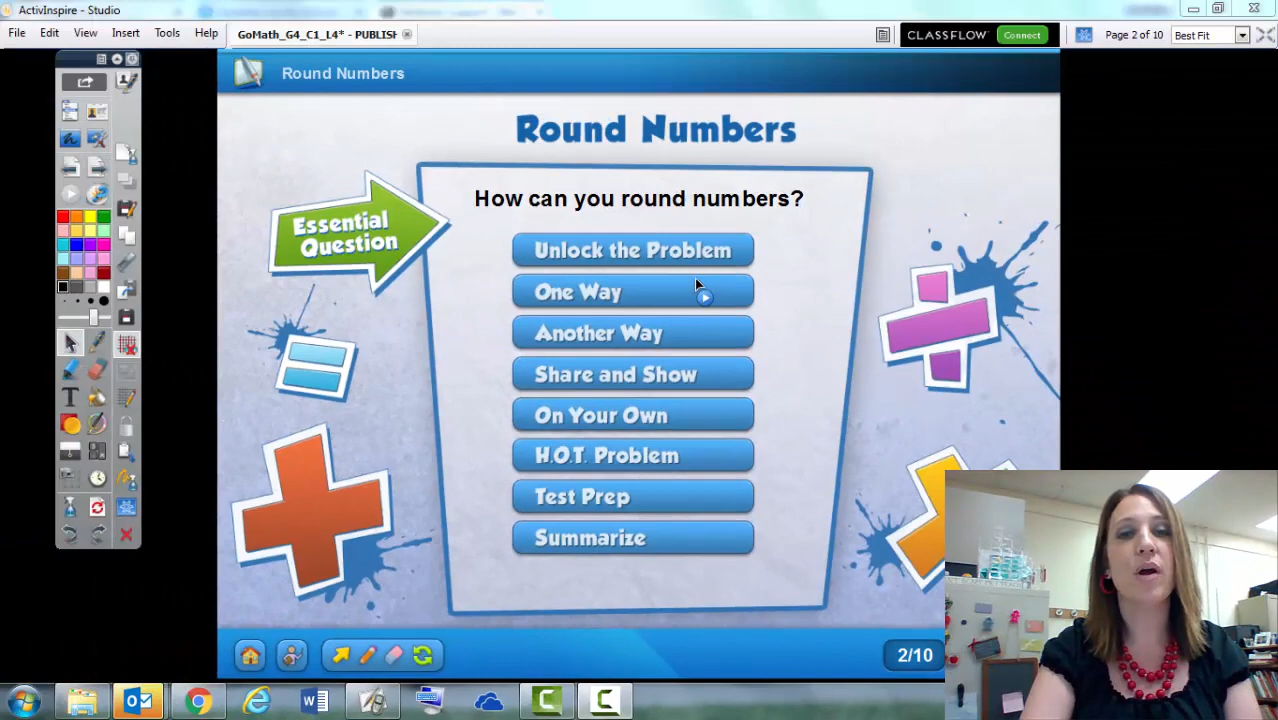 ActivInspire - Studio
File Edit View Insert Tools Help
GoMath_G4_C1_L4* - PUBLISH
CLASSFLOW Connect
Page 2 of 10
Best Fit
Round Numbers
Round Numbers
How can you round numbers?
Essential
Question
Unlock the Problem
One Way
Another Way
Share and Show
On Your Own
H.O.T. Problem
Test Prep
Summarize
2/10